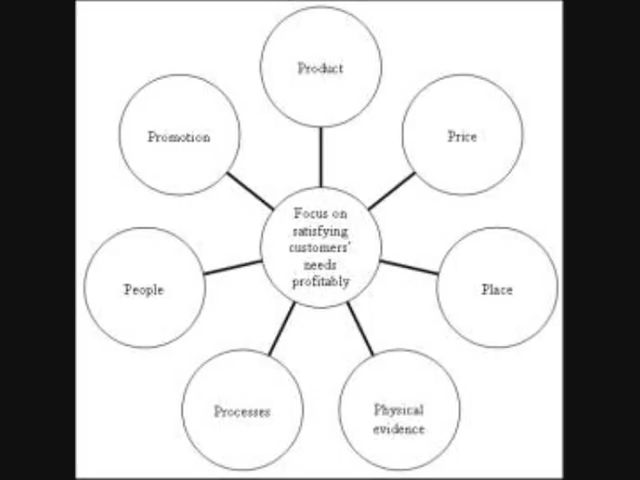 Product
Promotion
Price
Focus on
satisfying
customers'
needs
profitably
People
Place
Processes
Physical
evidence